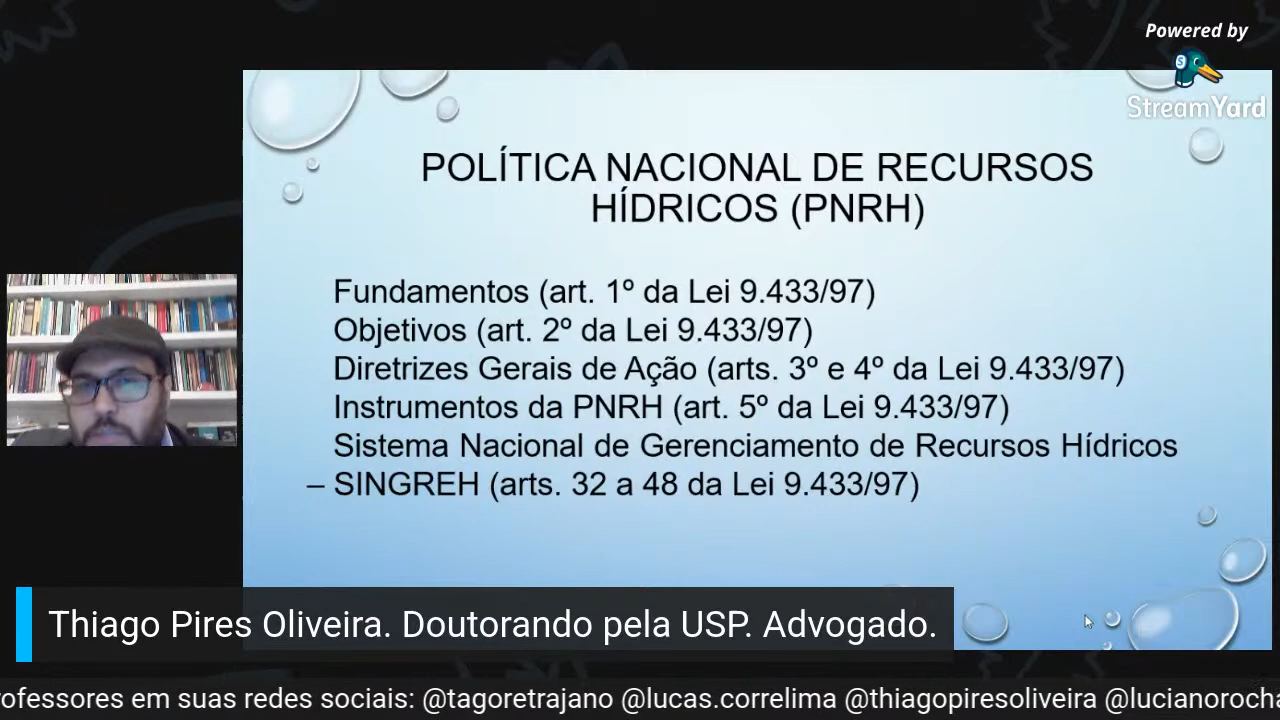 Powered by
StreamYard
POLÍTICA NACIONAL DE RECURSOS
HÍDRICOS (PNRH)
Fundamentos (art. 1º da Lei 9.433/97)
Objetivos (art. 2º da Lei 9.433/97)
Diretrizes Gerais de Ação (arts. 3º e 4º da Lei 9.433/97)
Instrumentos da PNRH (art. 5º da Lei 9.433/97)
Sistema Nacional de Gerenciamento de Recursos Hídricos
– SINGREH (arts. 32 a 48 da Lei 9.433/97)
Thiago Pires Oliveira. Doutorando pela USP. Advogado.
ofessores em suas redes sociais: @tagoretrajano @lucas.correlima @thiagopiresoliveira @lucianorocha